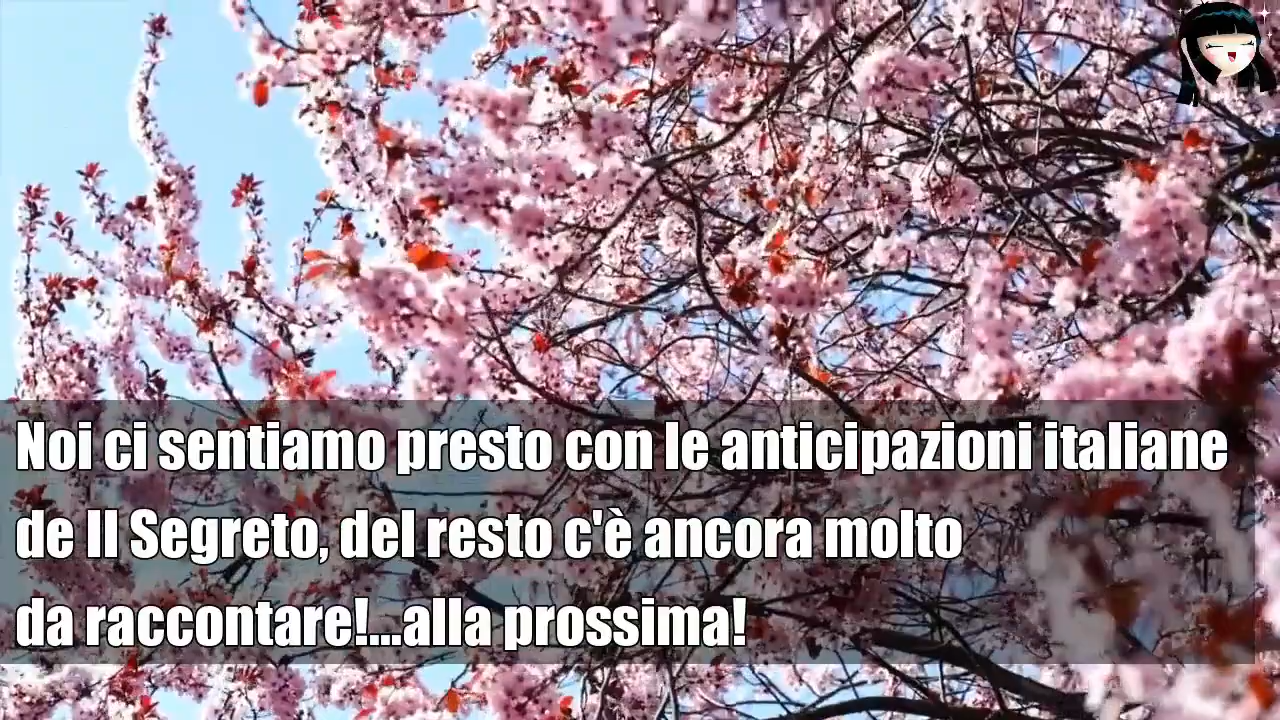 Noi ci sentiamo presto con le anticipazioni italiane
de Il Segreto, del resto c'è ancora molto
da raccontare!...alla prossima!